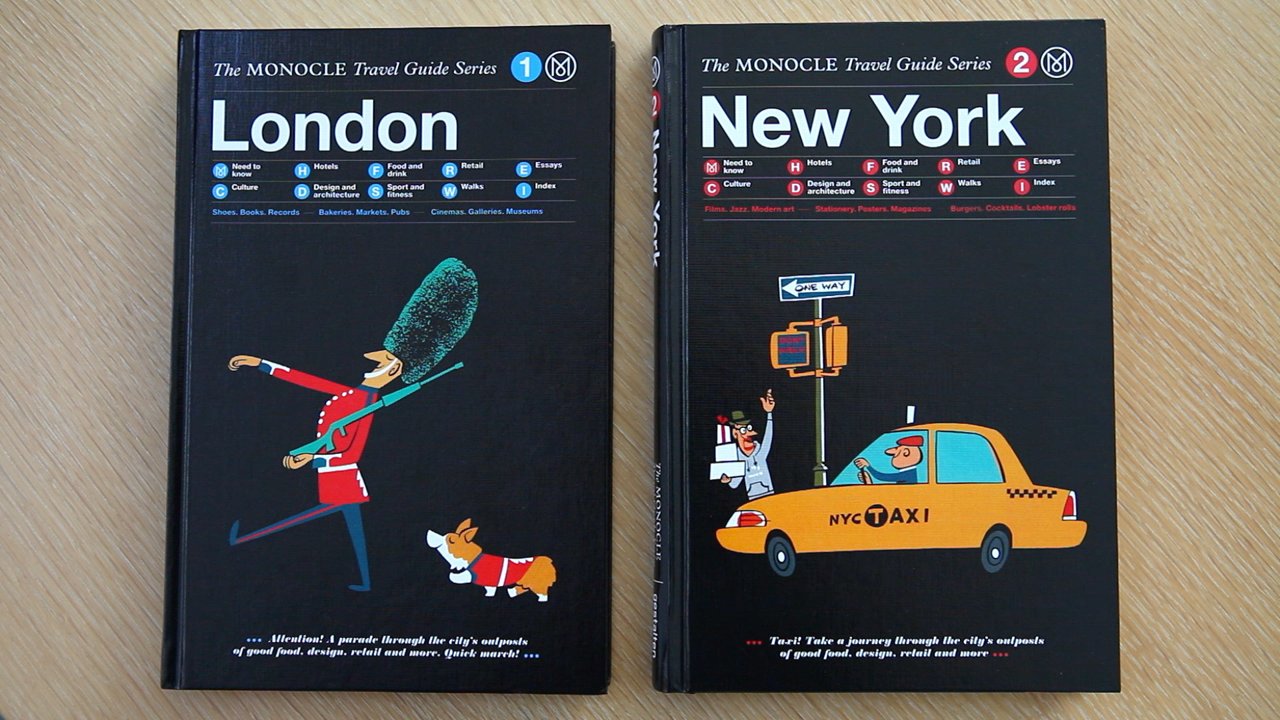 The MONOCLE Travel Guide Series 1 M
London
M Need to know H Hotels F Food and drink R Retail E Essays
C Culture D Design and architecture S Sport and fitness W Walks I Index
Shoes. Books. Records — Bakeries. Markets. Pubs — Cinemas. Galleries. Museums
... Attention! A parade through the city's outposts
of good food, design, retail and more. Quick march! ...
2 New York
The MONOCLE
gestalten
The MONOCLE Travel Guide Series 2 M
New York
M Need to know H Hotels F Food and drink R Retail E Essays
C Culture D Design and architecture S Sport and fitness W Walks I Index
Films. Jazz. Modern art — Stationery. Posters. Magazines Burgers. Cocktails. Lobster rolls
ONE WAY
DON'T
WALK
NYC TAXI
... Taxi! Take a journey through the city's outposts
of good food, design, retail and more ...